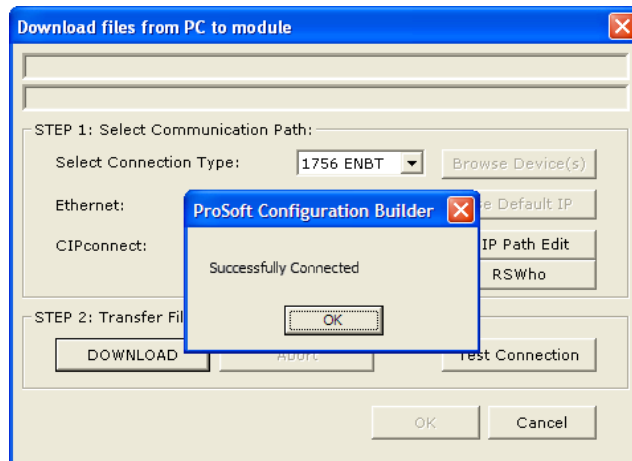 Download files from PC to module
STEP 1: Select Communication Path:
Select Connection Type: 1756 ENBT Browse Device(s)
Ethernet: Default IP
ProSoft Configuration Builder
CIPconnect: IP Path Edit
Successfully Connected
RSWho
OK
STEP 2: Transfer
DOWNLOAD Abort Test Connection
OK Cancel